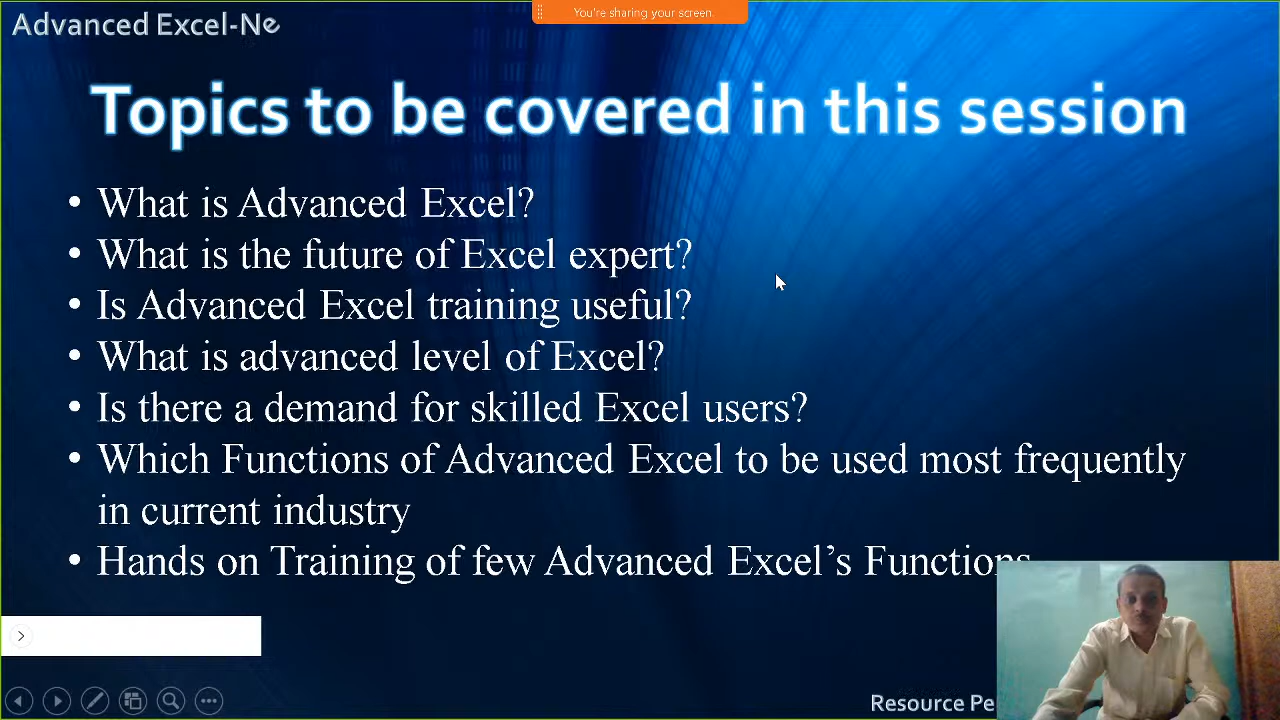 You're sharing your screen.
Advanced Excel-Ne
Topics to be covered in this session
• What is Advanced Excel?
• What is the future of Excel expert?
• Is Advanced Excel training useful?
• What is advanced level of Excel?
• Is there a demand for skilled Excel users?
• Which Functions of Advanced Excel to be used most frequently
in current industry
• Hands on Training of few Advanced Excel’s Functions
Resource Pe